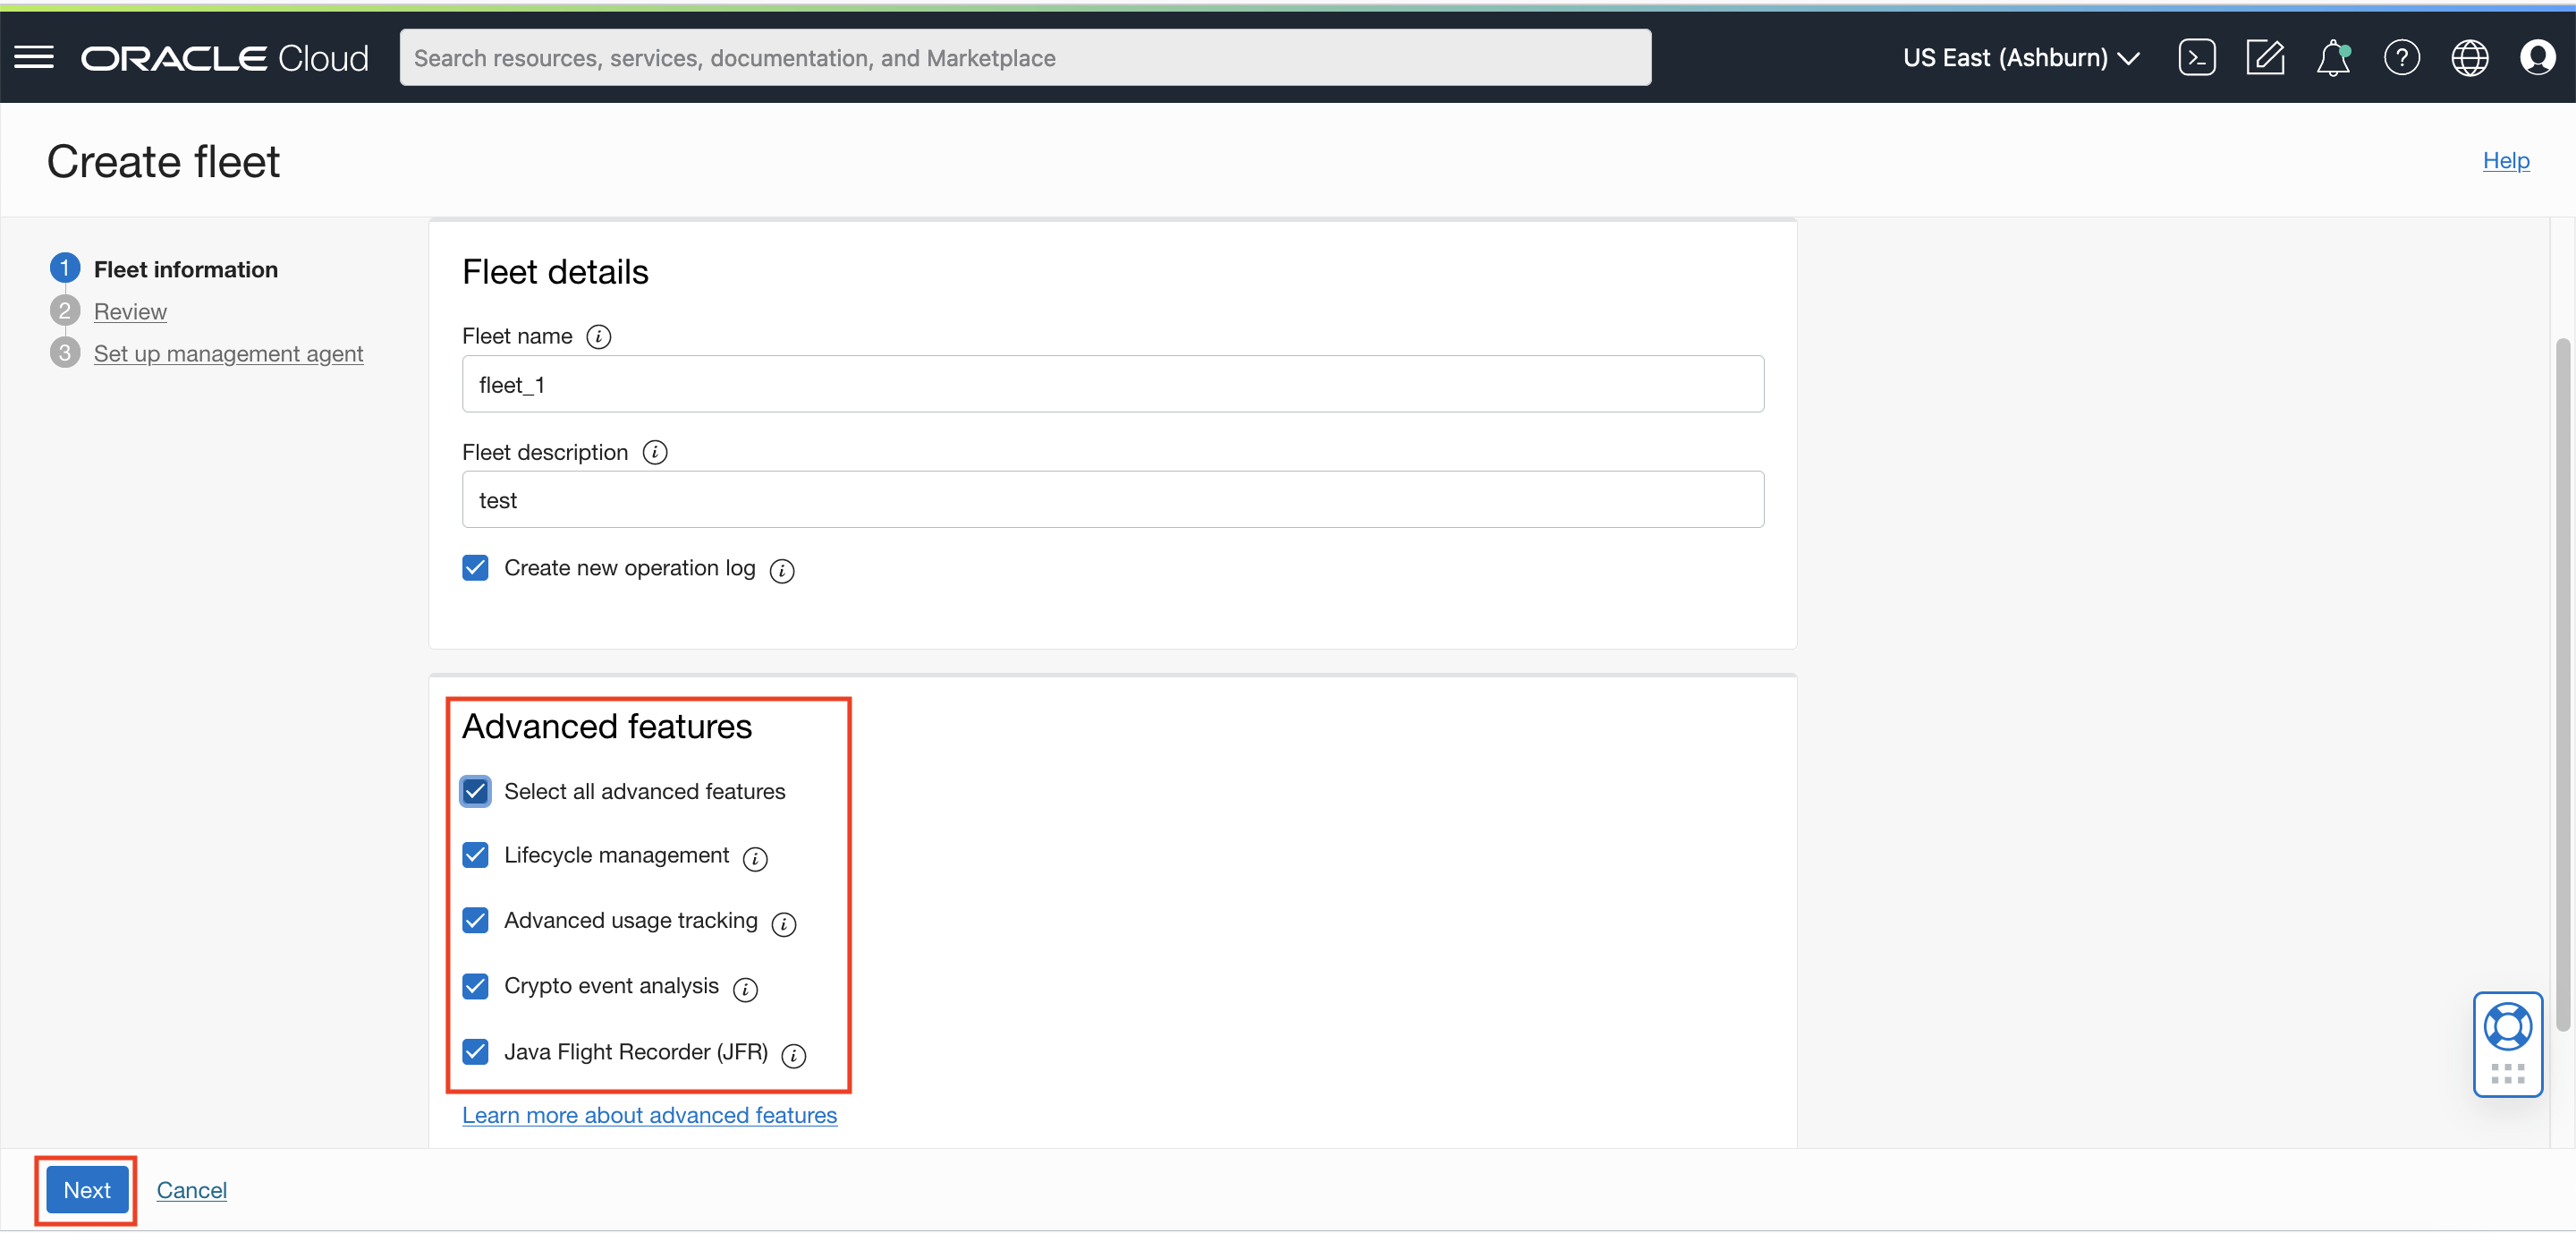 ORACLE Cloud
Search resources, services, documentation, and Marketplace
US East (Ashburn)
Create fleet
Help
1 Fleet information
2 Review
3 Set up management agent
Fleet details
Fleet name
fleet_1
Fleet description
test
Create new operation log
Advanced features
Select all advanced features
Lifecycle management
Advanced usage tracking
Crypto event analysis
Java Flight Recorder (JFR)
Learn more about advanced features
Next
Cancel